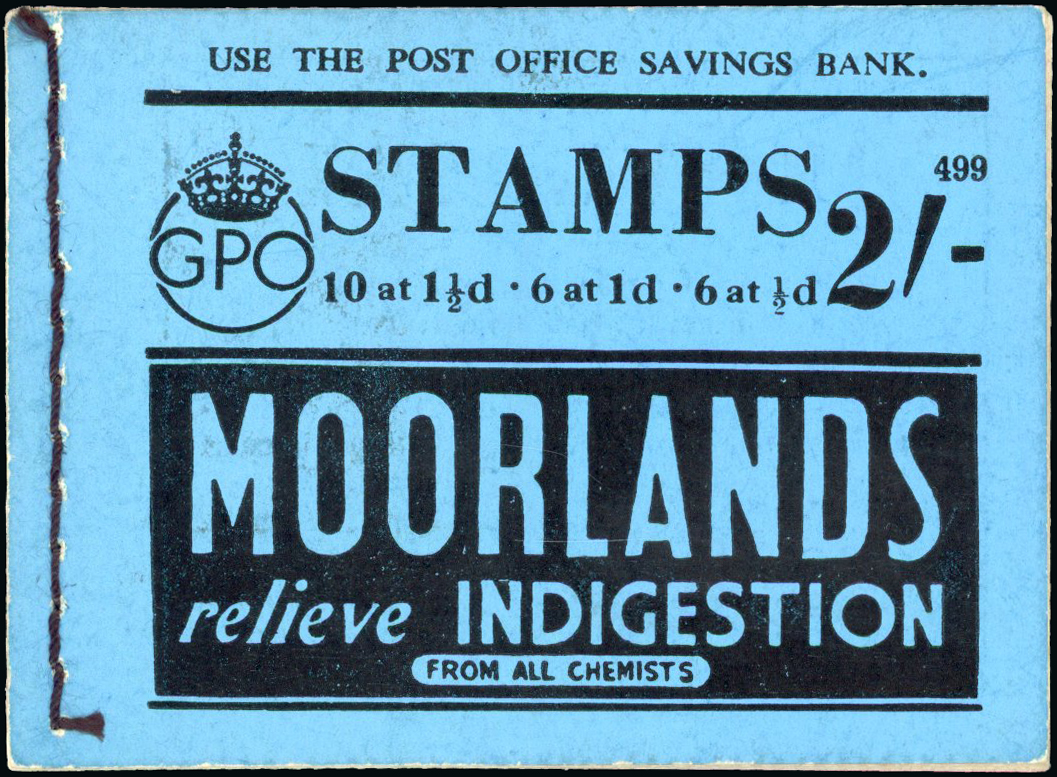 USE THE POST OFFICE SAVINGS BANK.
499
STAMPS 2/-
GPO
10 at 1½d · 6 at 1d · 6 at ½d
MOORLANDS
relieve INDIGESTION
FROM ALL CHEMISTS